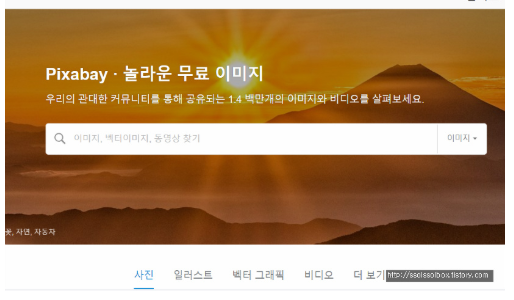 Pixabay · 놀라운 무료 이미지
우리의 관대한 커뮤니티를 통해 공유되는 1.4 백만개의 이미지와 비디오를 살펴보세요.
이미지, 벡터이미지, 동영상 찾기 이미지
꽃, 자연, 자동차
사진 일러스트 벡터 그래픽 비디오 더 보기
http://ssolssolbox.tistory.com